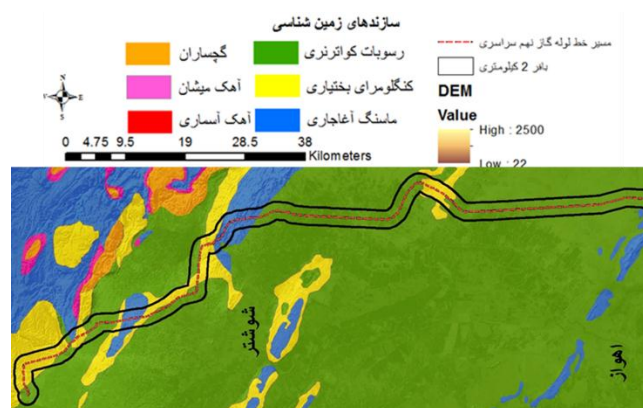 سازندهای زمین شناسی
گچساران
رسوبات کواترنری
مسیر خط لوله گاز نهم سراسری
آهک میشان
کنگلومرای بختیاری
بافر 2 کیلومتری
آهک آسماری
ماسنگ آغاجاری
DEM
Value
High : 2500
Low : 22
N
W E
S
0 4.75 9.5 19 28.5 38
Kilometers
شوشتر
اهواز